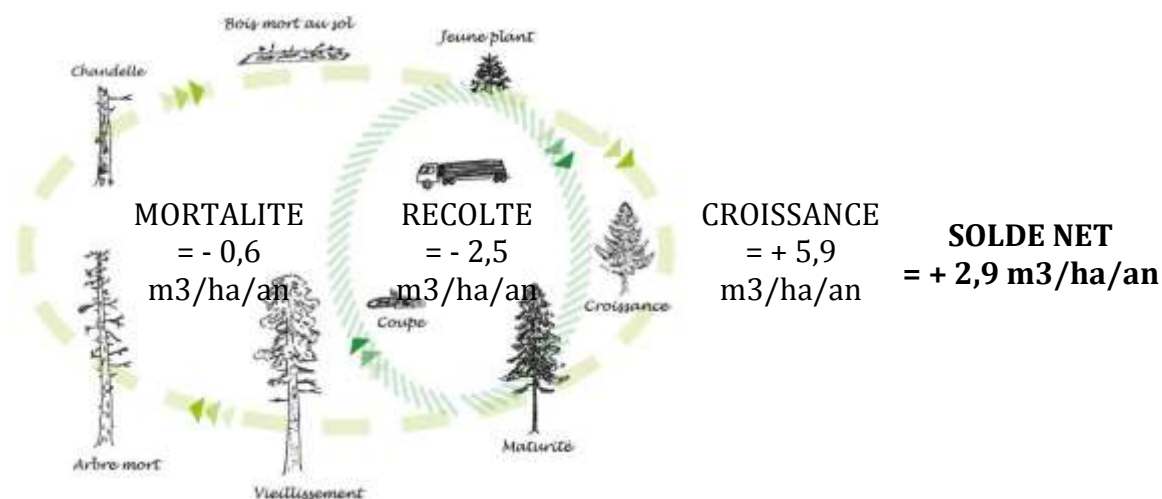 Bois mort au sol
Jeune plant
Chandelle
MORTALITE
= - 0,6
m3/ha/an
RECOLTE
= - 2,5
m3/ha/an
CROISSANCE
= + 5,9
m3/ha/an
SOLDE NET
= + 2,9 m3/ha/an
Croissance
Coupe
Maturité
Arbre mort
Vieillissement